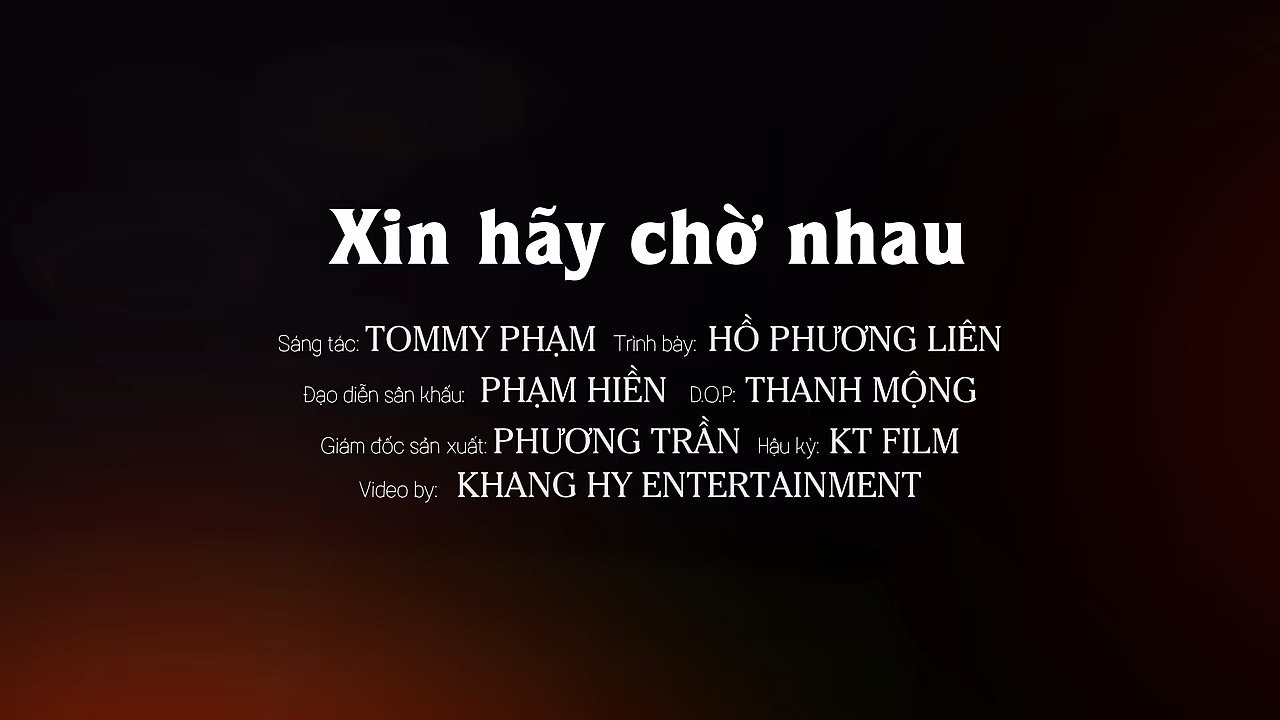 Xin hãy chờ nhau
Sáng tác: TOMMY PHẠM Trình bày: HỒ PHƯƠNG LIÊN
Đạo diễn sân khấu: PHẠM HIỀN D.O.P: THANH MỘNG
Giám đốc sản xuất: PHƯƠNG TRẦN Hậu kỳ: KT FILM
Video by: KHANG HY ENTERTAINMENT